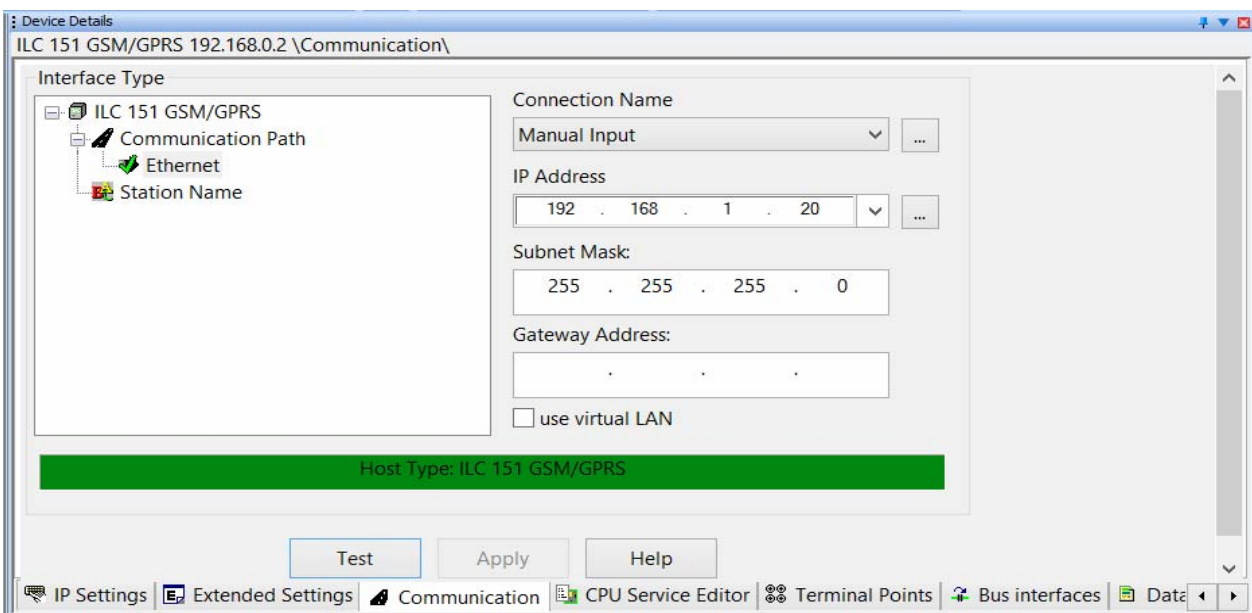 Device Details
ILC 151 GSM/GPRS 192.168.0.2 \Communication\
Interface Type
ILC 151 GSM/GPRS
Communication Path
Ethernet
Station Name
Connection Name
Manual Input
...
IP Address
192 . 168 . 1 . 20
...
Subnet Mask:
255 . 255 . 255 . 0
Gateway Address:
. . .
use virtual LAN
Host Type: ILC 151 GSM/GPRS
Test Apply Help
IP Settings Extended Settings Communication CPU Service Editor Terminal Points Bus interfaces Data